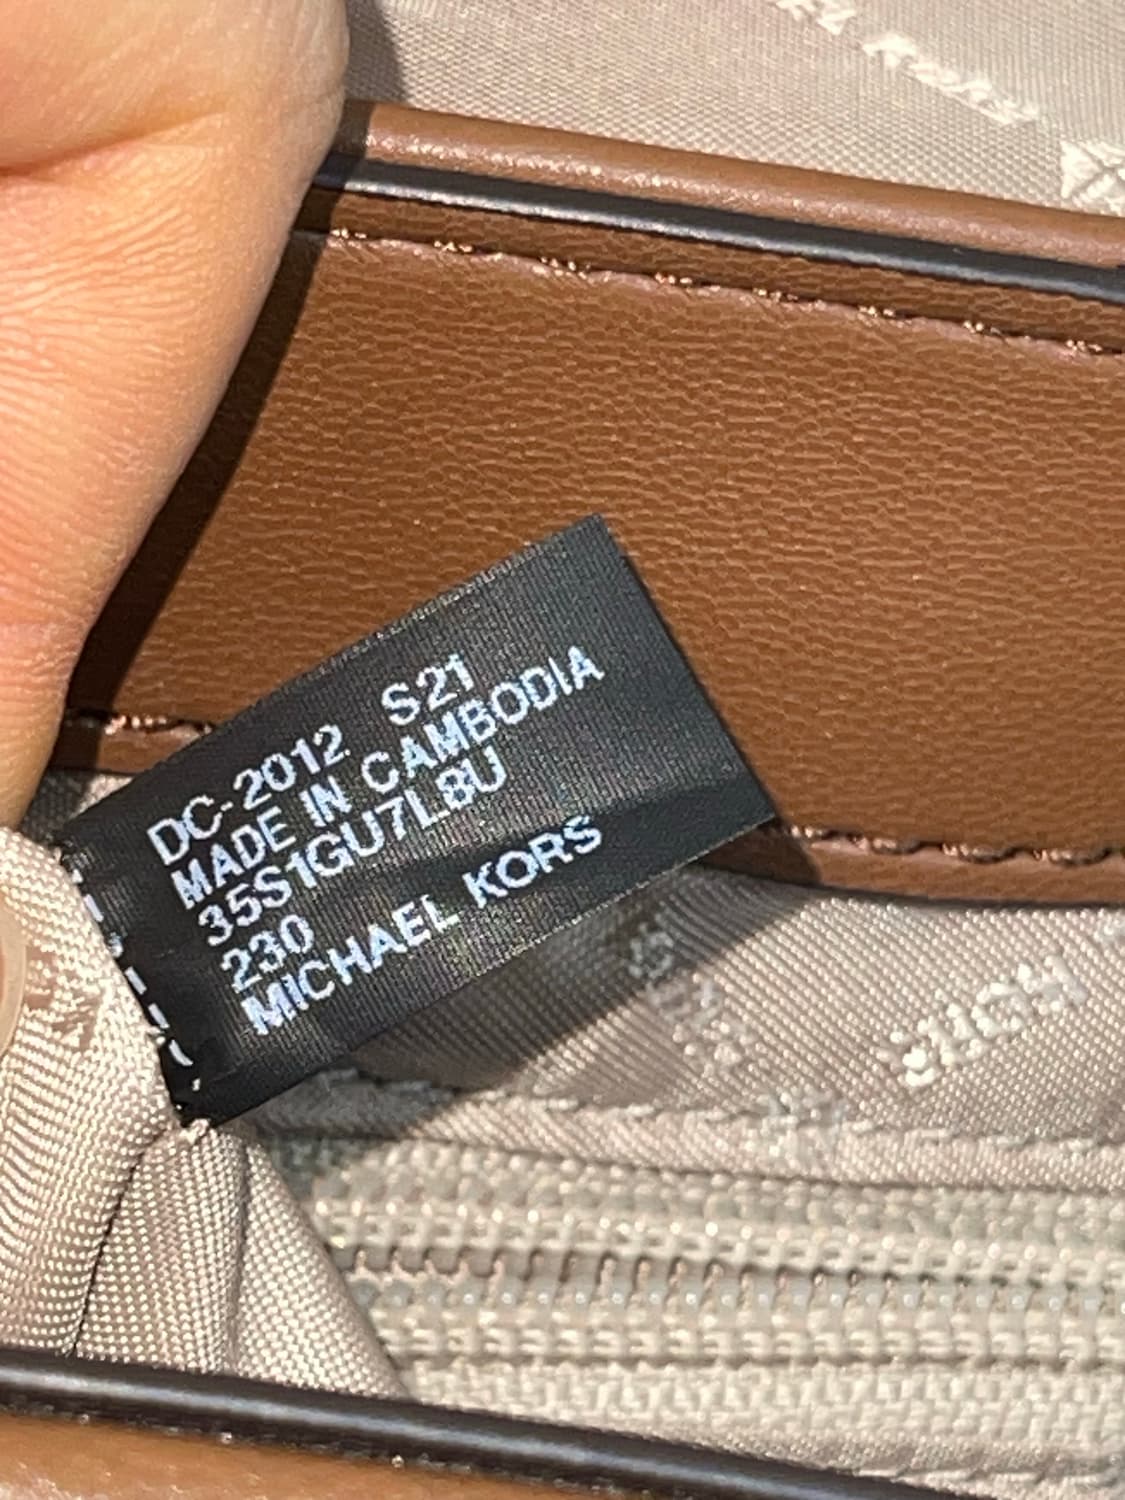 DC-2012 S21
MADE IN CAMBODIA
35S1GU7L8U
230
MICHAEL KORS